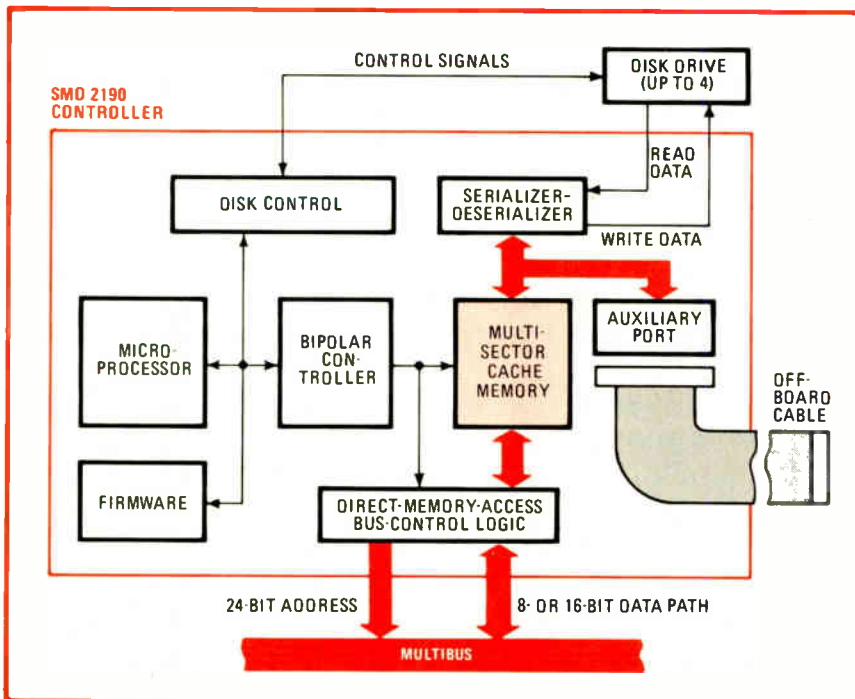 CONTROL SIGNALS
DISK DRIVE
(UP TO 4)
SMD 2190
CONTROLLER
READ
DATA
DISK CONTROL
SERIALIZER-
DESERIALIZER
WRITE DATA
MICRO-
PROCESSOR
BIPOLAR
CON-
TROLLER
MULTI-
SECTOR
CACHE
MEMORY
AUXILIARY
PORT
OFF-
BOARD
CABLE
FIRMWARE
DIRECT-MEMORY-ACCESS
BUS-CONTROL LOGIC
24-BIT ADDRESS
8- OR 16-BIT DATA PATH
MULTIBUS